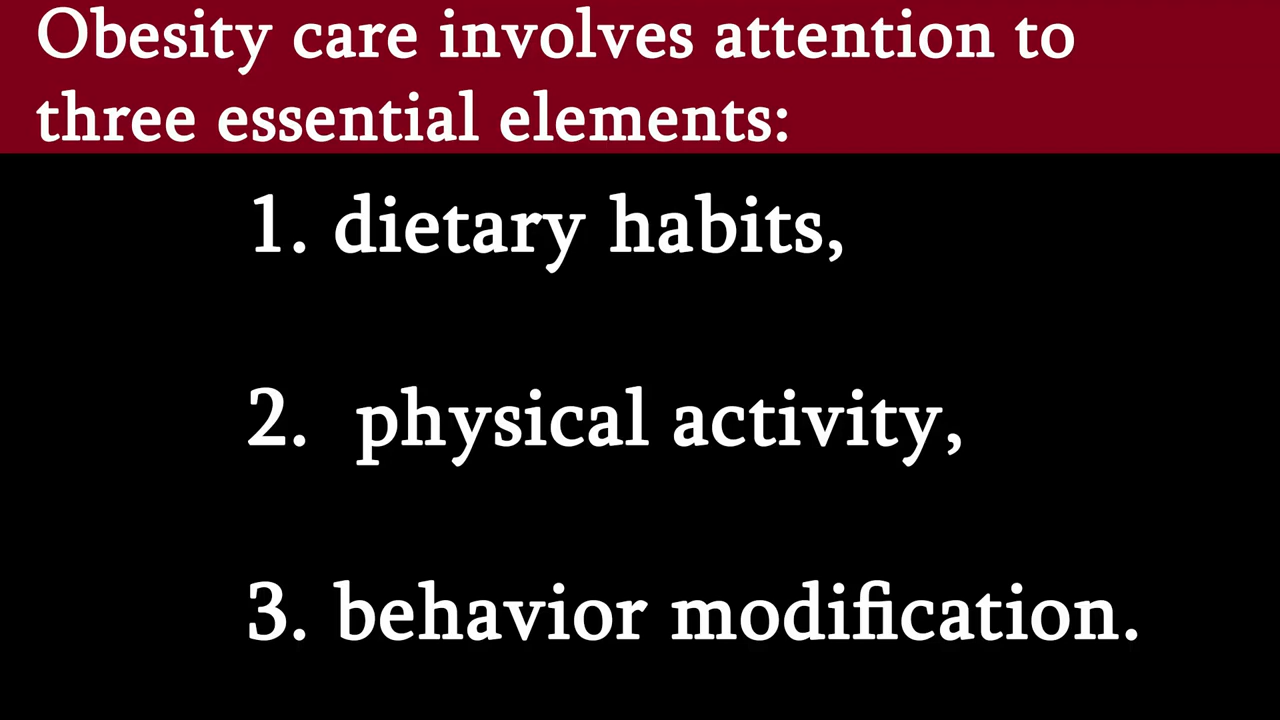 Obesity care involves attention to
three essential elements:
1. dietary habits,
2. physical activity,
3. behavior modification.